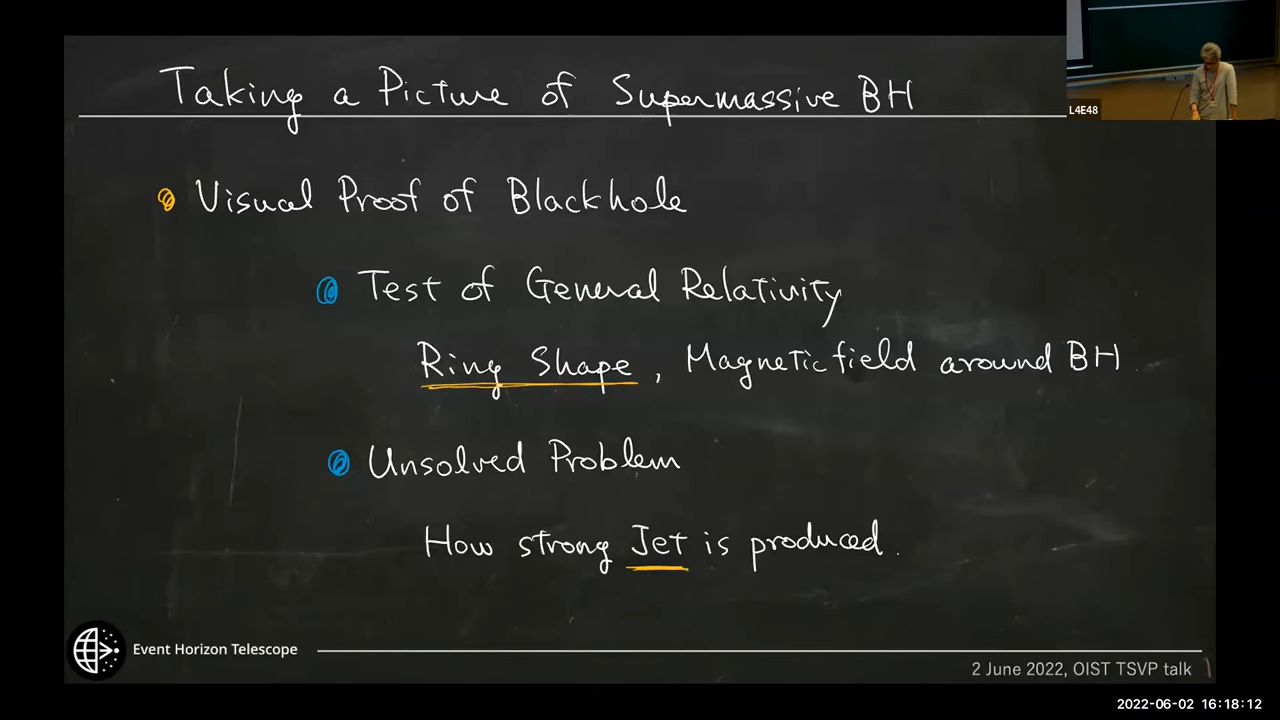 Taking a Picture of Supermassive BH
L4E48
Visual Proof of Blackhole
Test of General Relativity
Ring Shape, Magnetic field around BH
Unsolved Problem
How strong Jet is produced.
Event Horizon Telescope
2 June 2022, OIST TSVP talk
2022-06-02 16:18:12